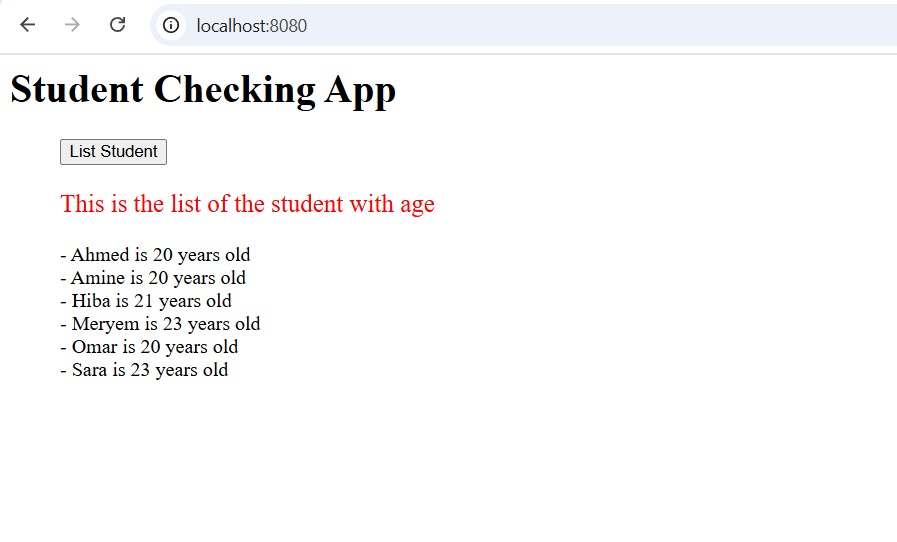 localhost:8080
Student Checking App
List Student
This is the list of the student with age
- Ahmed is 20 years old
- Amine is 20 years old
- Hiba is 21 years old
- Meryem is 23 years old
- Omar is 20 years old
- Sara is 23 years old